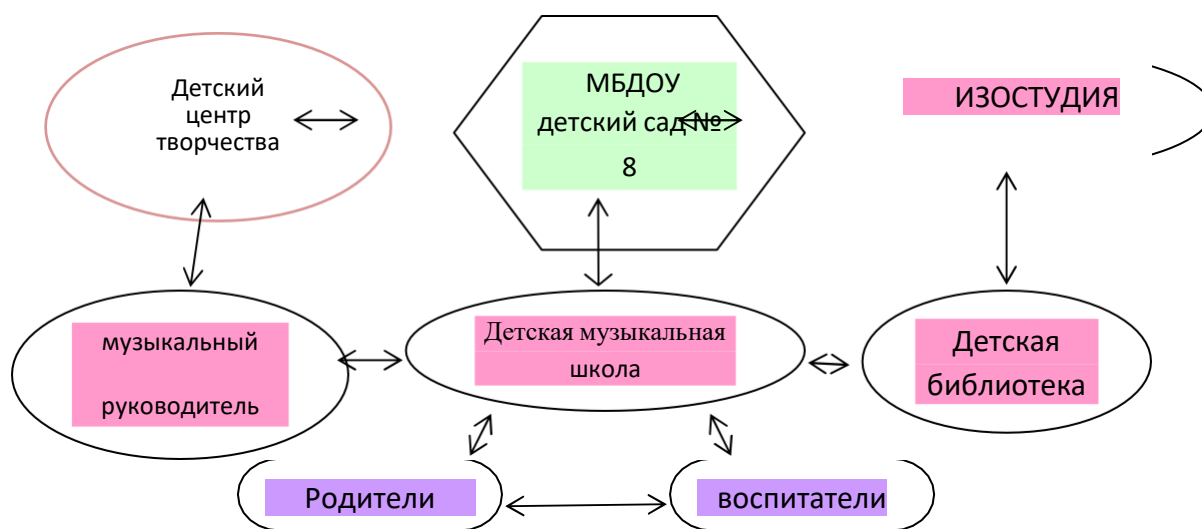 Детский
центр
творчества
МБДОУ
детский сад №
8
ИЗОСТУДИЯ
музыкальный
руководитель
Детская музыкальная
школа
Детская
библиотека
Родители
воспитатели